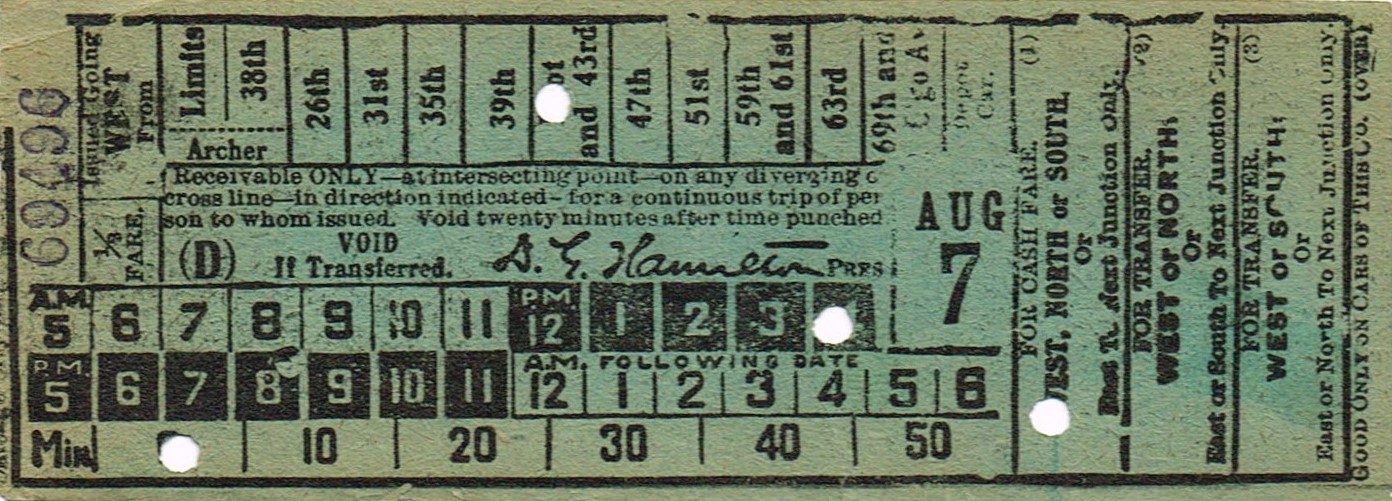 69496
Issued Going
WEST
From
1/3
FARE.
Limits
38th
Archer
26th
31st
35th
39th
and 43rd
47th
51st
59th
and 61st
63rd
69th and
Depot
Car.
Receivable ONLY—at intersecting point—on any diverging
cross line—in direction indicated—for a continuous trip of per
son to whom issued. Void twenty minutes after time punched
(D)
VOID
If Transferred.
D. G. Hamilton PRES
AUG
7
A.M.
5 6 7 8 9 10 11
P.M.
12 1 2 3
P.M.
5 6 7 8 9 10 11
A.M. FOLLOWING DATE
12 1 2 3 4 5 6
Min 10 20 30 40 50
(1)
FOR CASH FARE.
WEST, NORTH or SOUTH,
Or
East To Next Junction Only.
(2)
FOR TRANSFER.
WEST or NORTH:
Or
East or South To Next Junction Only.
(3)
FOR TRANSFER.
WEST or SOUTH:
Or
East or North To Next Junction Only.
GOOD ONLY ON CARS OF THIS CO. (OVER)